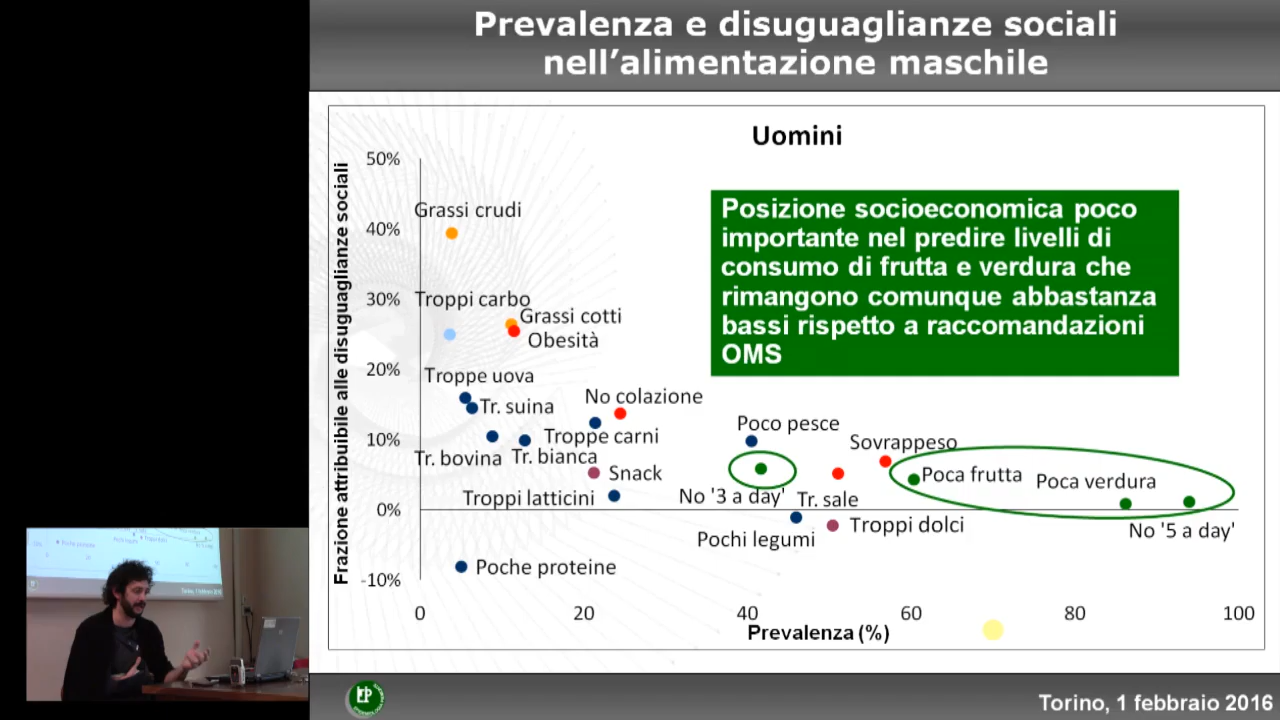 Prevalenza e disuguaglianze sociali
nell'alimentazione maschile
Uomini
Frazione attribuibile alle disuguaglianze sociali
50%
40%
30%
20%
10%
0%
-10%
Grassi crudi
Posizione socioeconomica poco
importante nel predire livelli di
consumo di frutta e verdura che
rimangono comunque abbastanza
bassi rispetto a raccomandazioni
OMS
Troppi carbo
Grassi cotti
Obesità
Troppe uova
No colazione
Tr. suina
Poco pesce
Troppe carni
Sovrappeso
Tr. bovina
Tr. bianca
Snack
Poca frutta
Poca verdura
Troppi latticini
No '3 a day'
Tr. sale
Pochi legumi
Troppi dolci
No '5 a day'
Poche proteine
0 20 40 60 80 100
Prevalenza (%)
Torino, 1 febbraio 2016